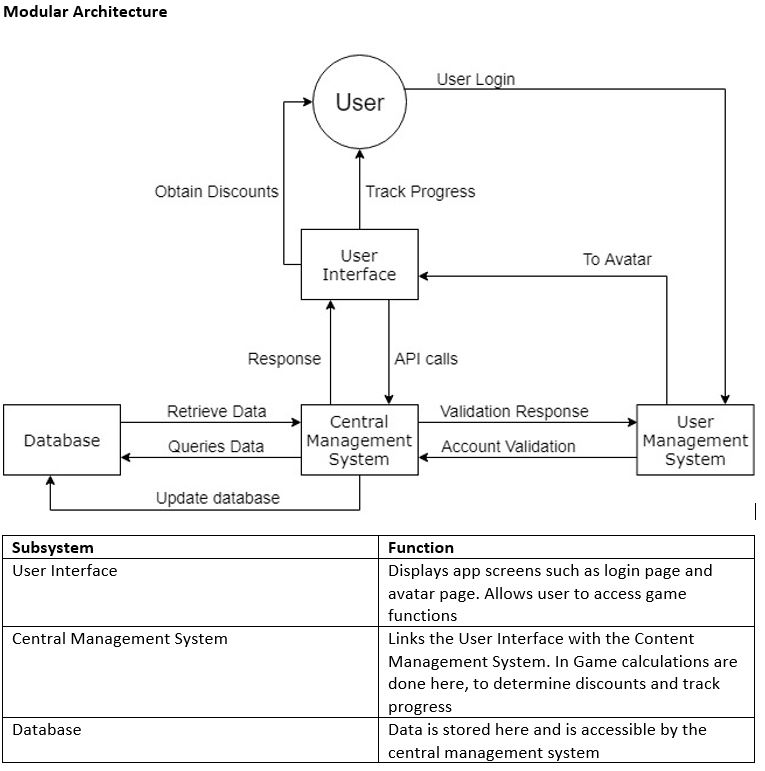 Modular Architecture
User Login
User
Obtain Discounts
Track Progress
User
Interface
To Avatar
Response
API calls
Retrieve Data
Validation Response
Database
Central
Management
System
User
Management
System
Queries Data
Account Validation
Update database
Subsystem
Function
User Interface
Displays app screens such as login page and
avatar page. Allows user to access game
functions
Central Management System
Links the User Interface with the Content
Management System. In Game calculations are
done here, to determine discounts and track
progress
Database
Data is stored here and is accessible by the
central management system